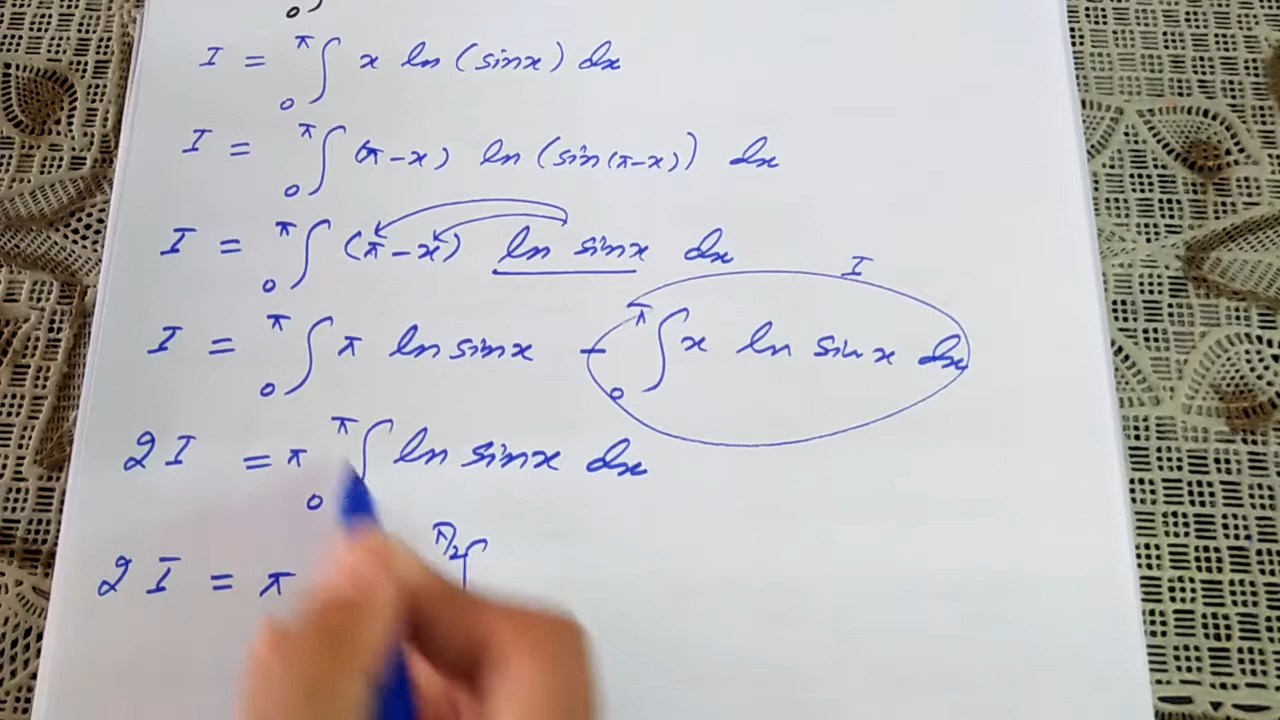 I = ∫₀^π x ln (sinx) dx
I = ∫₀^π (π-x) ln (sin(π-x)) dx
I = ∫₀^π (π-x) ln sinx dx
I
I = ∫₀^π π ln sinx - ∫₀^π x ln sinx dx
2I = π ∫₀^π ln sinx dx
2I = π ∫^π/2